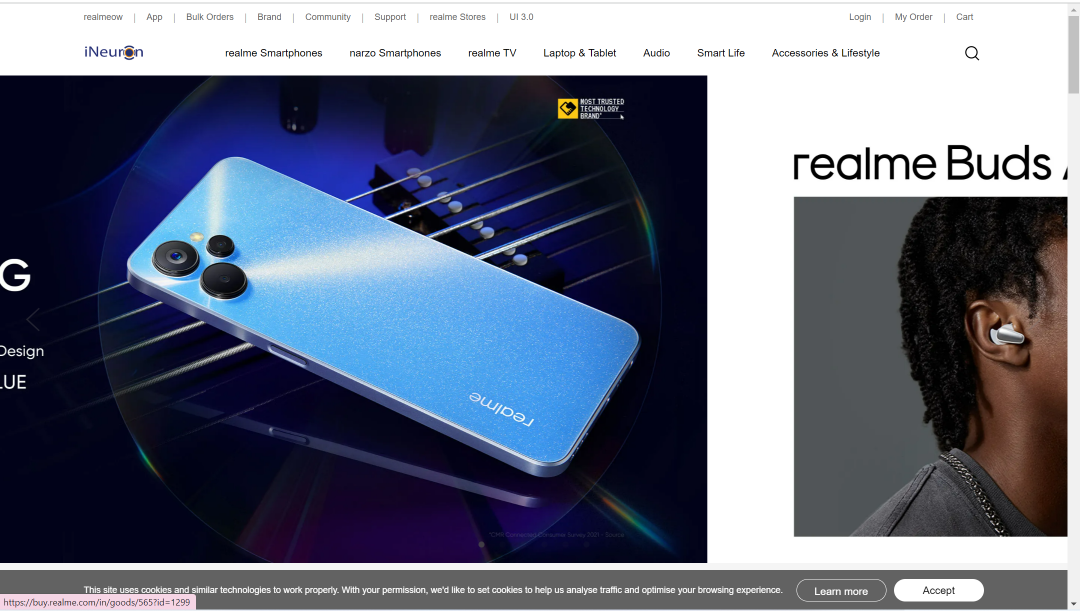 realmeow | App | Bulk Orders | Brand | Community | Support | realme Stores | UI 3.0
Login | My Order | Cart
iNeuron
realme Smartphones narzo Smartphones realme TV Laptop & Tablet Audio Smart Life Accessories & Lifestyle
MOST TRUSTED
TECHNOLOGY
BRAND*
realme Buds A
G
Design
LUE
realme
*CMR Connected Consumer Survey 2021 -
This site uses cookies and similar technologies to work properly. With your permission, we'd like to set cookies to help us analyse traffic and optimise your browsing experience.
Learn more
Accept
https://buy.realme.com/in/goods/565?id=1299